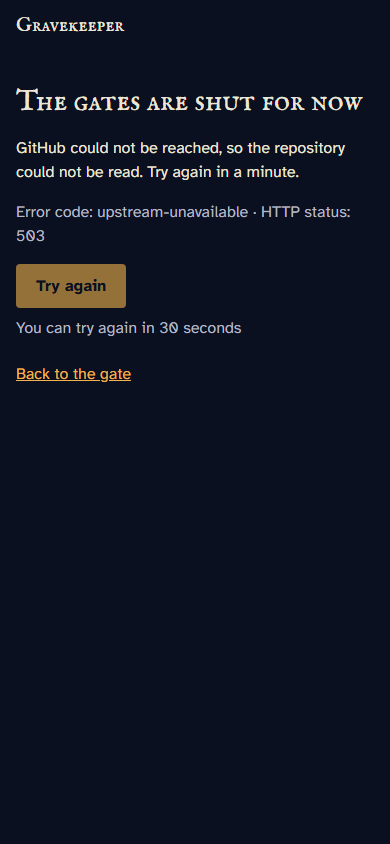 Gravekeeper
The gates are shut for now
GitHub could not be reached, so the repository
could not be read. Try again in a minute.
Error code: upstream-unavailable · HTTP status:
503
Try again
You can try again in 30 seconds
Back to the gate